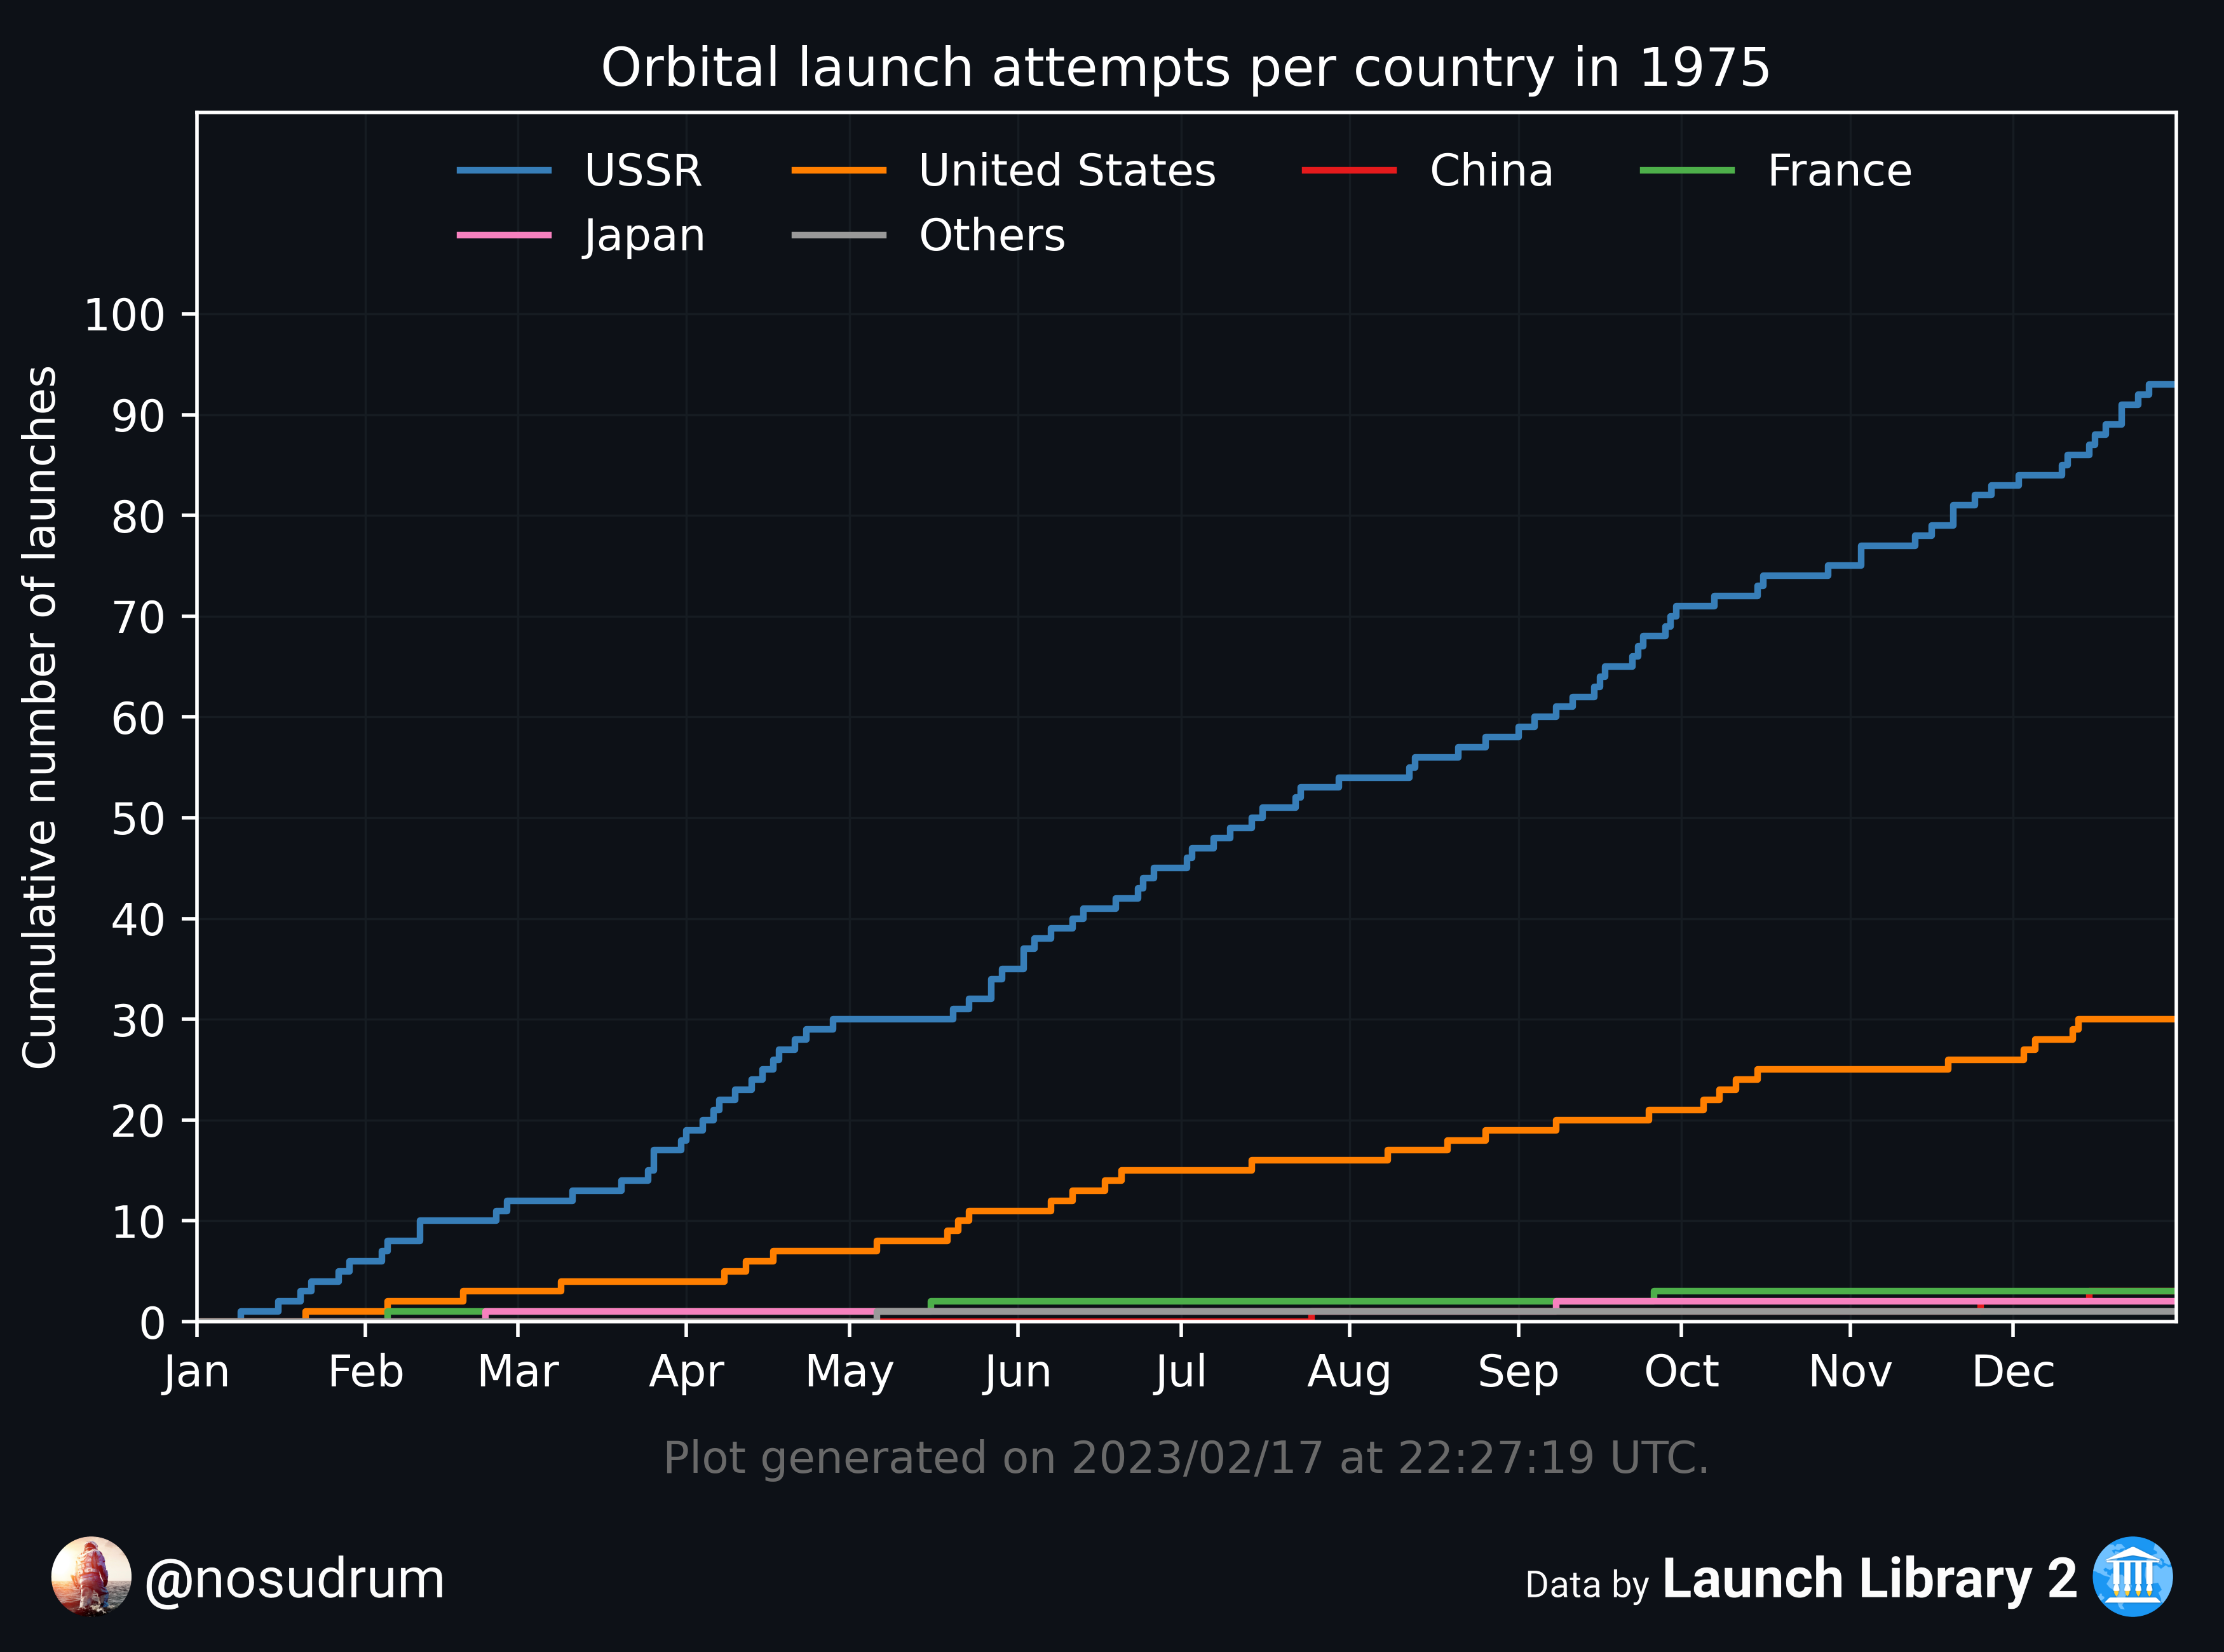 Orbital launch attempts per country in 1975
USSR United States China France
Japan Others
Cumulative number of launches
100
90
80
70
60
50
40
30
20
10
0
Jan Feb Mar Apr May Jun Jul Aug Sep Oct Nov Dec
Plot generated on 2023/02/17 at 22:27:19 UTC.
@nosudrum
Data by Launch Library 2